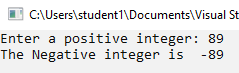 C:\Users\student1\Documents\Visual St
Enter a positive integer: 89
The Negative integer is  -89